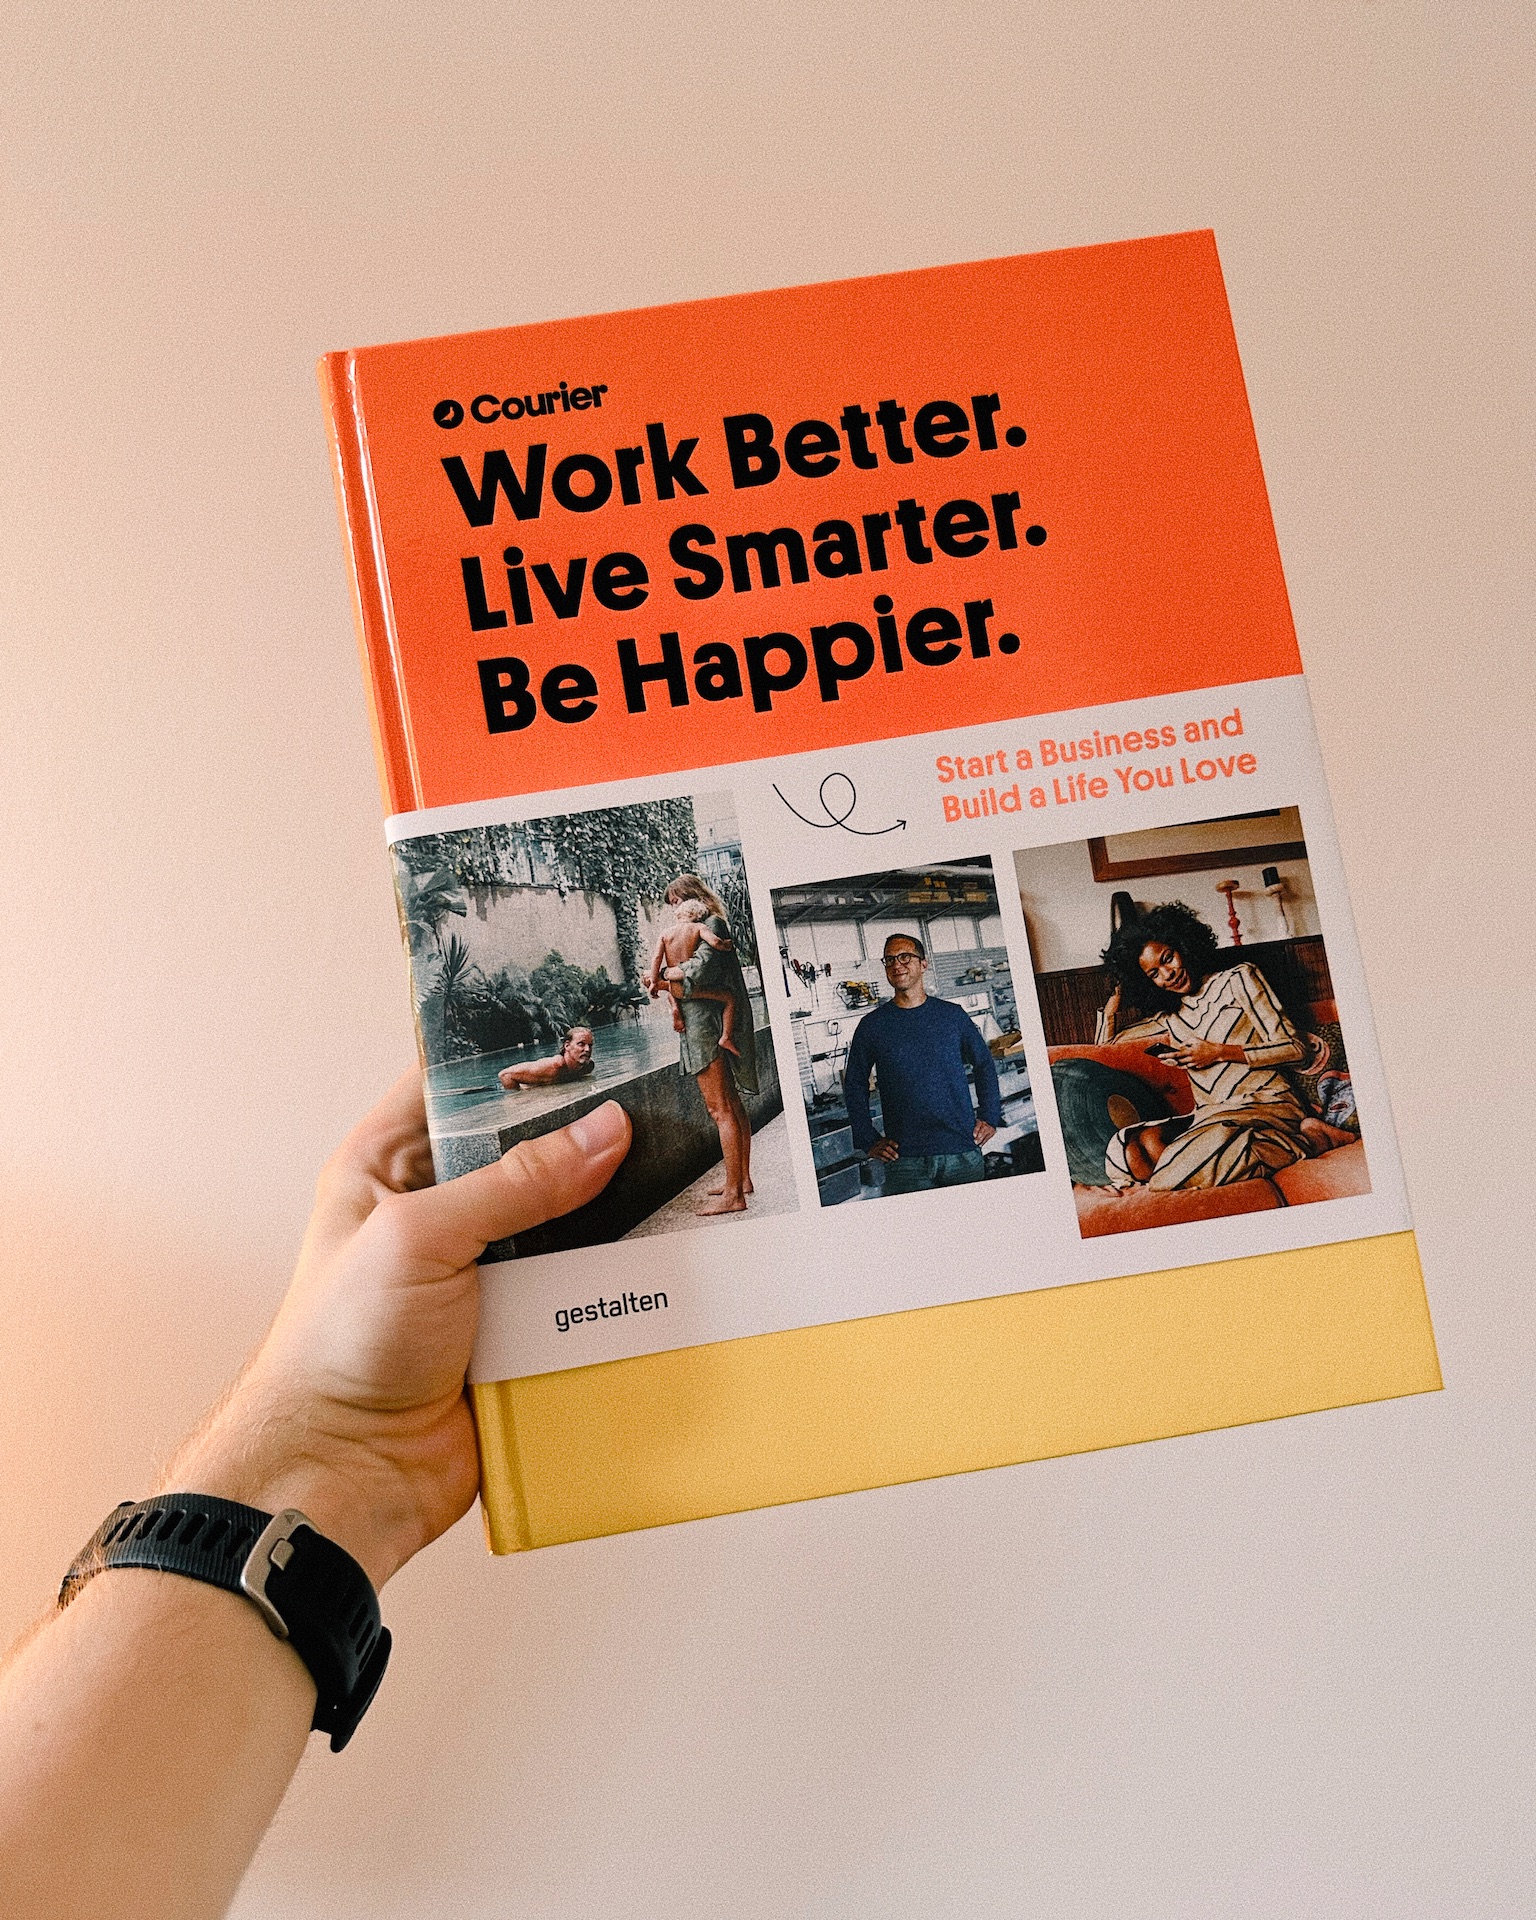 Courier
Work Better.
Live Smarter.
Be Happier.
Start a Business and
Build a Life You Love
gestalten